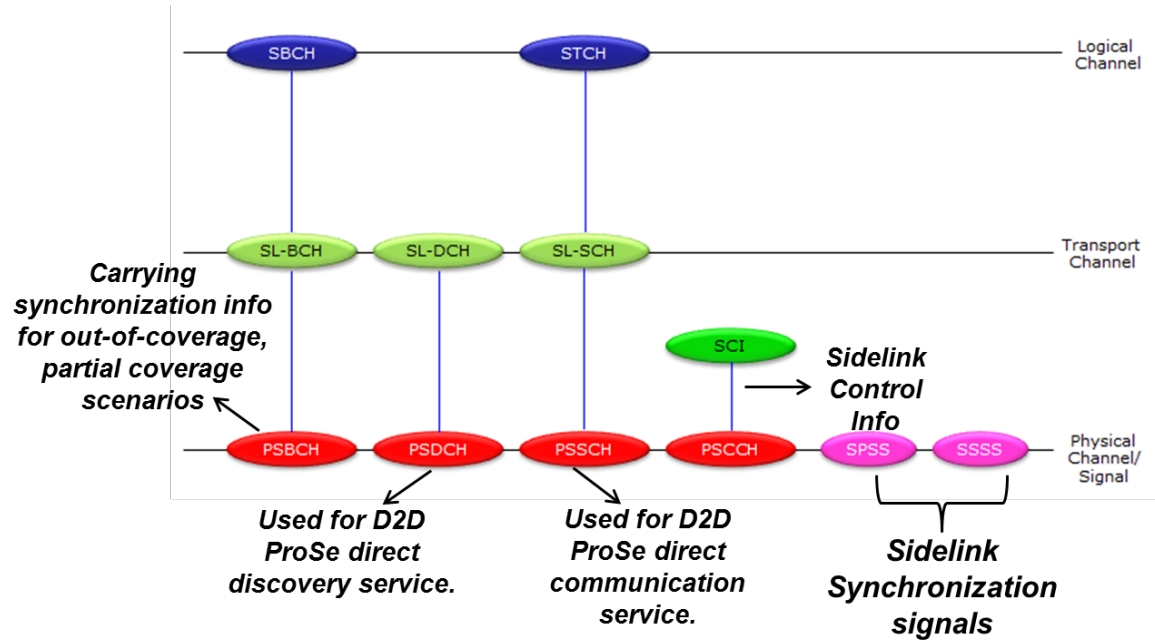 SBCH
STCH
Logical
Channel
SL-BCH
SL-DCH
SL-SCH
Transport
Channel
Carrying
synchronization info
for out-of-coverage,
partial coverage
scenarios
SCI
Sidelink
Control
Info
PSBCH
PSDCH
PSSCH
PSCCH
SPSS
SSSS
Physical
Channel/
Signal
Used for D2D
ProSe direct
discovery service.
Used for D2D
ProSe direct
communication
service.
Sidelink
Synchronization
signals